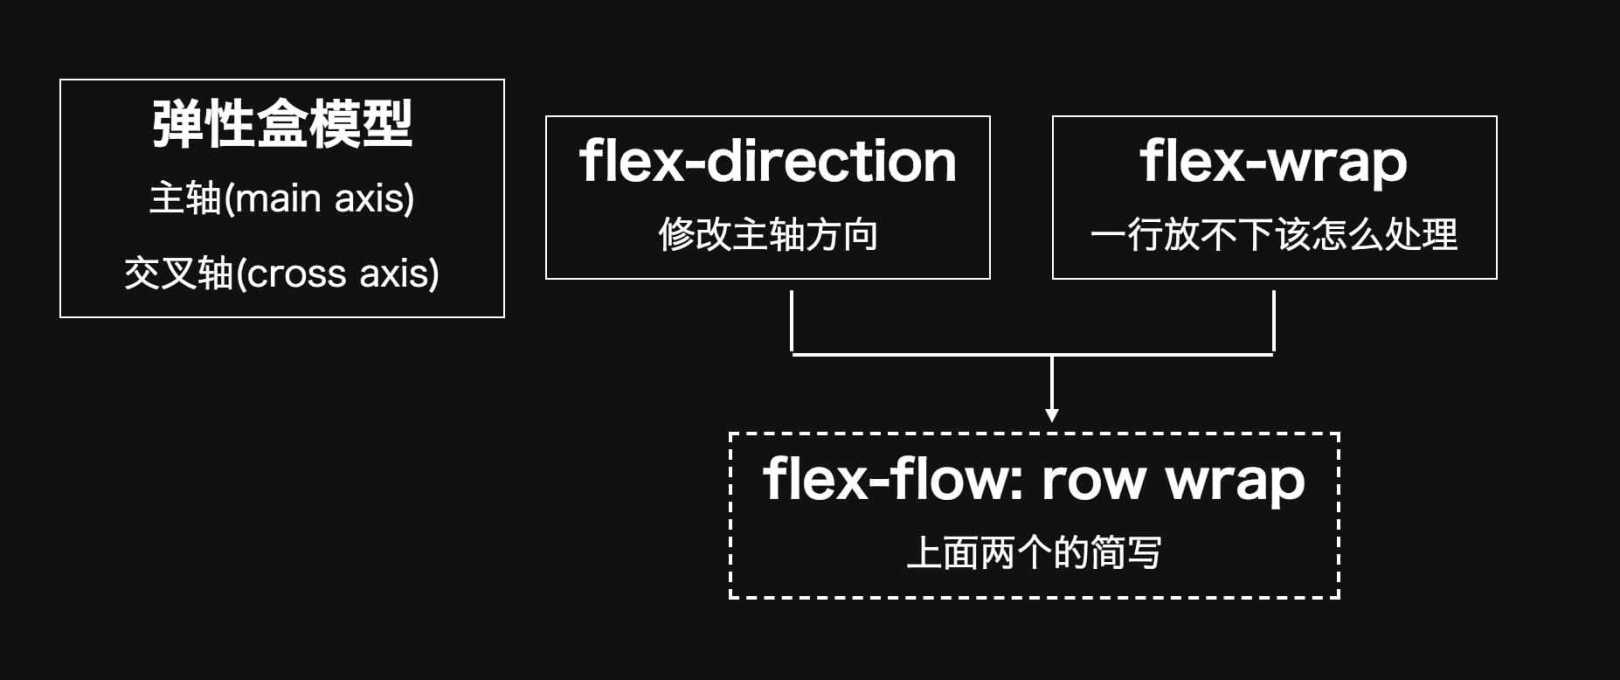 弹性盒模型
主轴(main axis)
交叉轴(cross axis)
flex-direction
修改主轴方向
flex-wrap
一行放不下该怎么处理
flex-flow: row wrap
上面两个的简写